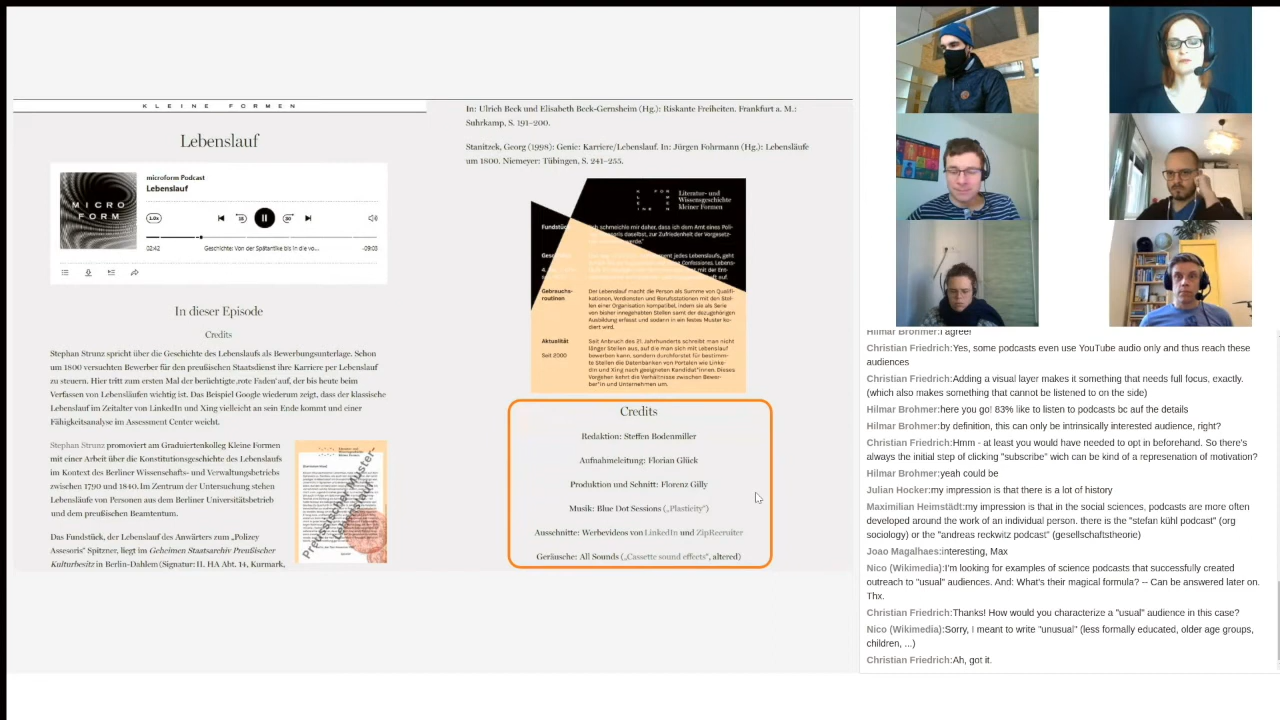 KLEINE FORMEN
Lebenslauf
MICRO
FORM
microform Podcast
Lebenslauf
1.0x
15
30
02:42
Geschichte: Von der Spätantike bis in die vo...
-09:03
In dieser Episode
Credits
Stephan Strunz spricht über die Geschichte des Lebenslaufs als Bewerbungsunterlage. Schon
um 1800 versuchten Bewerber für den preußischen Staatsdienst ihre Karriere per Lebenslauf
zu steuern. Hier tritt zum ersten Mal der berüchtigte ‚rote Faden‘ auf, der bis heute beim
Verfassen von Lebensläufen wichtig ist. Das Beispiel Google wiederum zeigt, dass der klassische
Lebenslauf im Zeitalter von LinkedIn und Xing vielleicht an sein Ende kommt und einer
Fähigkeitsanalyse im Assessment Center weicht.
Stephan Strunz promoviert am Graduiertenkolleg Kleine Formen
mit einer Arbeit über die Konstitutionsgeschichte des Lebenslaufs
im Kontext des Berliner Wissenschafts- und Verwaltungsbetriebs
zwischen 1790 und 1840. Im Zentrum der Untersuchung stehen
Lebensläufe von Personen aus dem Berliner Universitätsbetrieb
und dem preußischen Beamtentum.
Das Fundstück, der Lebenslauf des Anwärters zum „Polizey
Assesoris“ Spitzner, liegt im Geheimen Staatsarchiv Preußischer
Kulturbesitz in Berlin-Dahlem (Signatur: II. HA Abt. 14, Kurmark,
Preußischer Muster-
lebenslauf
In: Ulrich Beck und Elisabeth Beck-Gernsheim (Hg.): Riskante Freiheiten. Frankfurt a. M.:
Suhrkamp, S. 191–200.
Stanitzek, Georg (1998): Genie: Karriere/Lebenslauf. In: Jürgen Fohrmann (Hg.): Lebensläufe
um 1800. Niemeyer: Tübingen, S. 241–255.
Literatur- und
Wissensgeschichte
kleiner Formen
Fundstück
ich schmeichle mir daher, dass ich dem Amt eines Poli-
daselbst, zur Zufriedenheit der Vorgesetz-
Gebrauchs-
routinen
Der Lebenslauf macht die Person als Summe von Qualifi-
kationen, Verdiensten und Berufsstationen mit den Stel-
len einer Organisation kompatibel, indem sie als Serie
von bisher innegehabten Stellen samt der dazugehörigen
Ausbildung erfasst und sodann in ein festes Muster ko-
diert wird.
Aktualität
Seit 2000
Seit Anbruch des 21. Jahrhunderts schreibt man nicht
länger Stellen aus, auf die man sich mit Lebenslauf
bewerben kann, sondern durchforstet für bestimm-
te Stellen die Datenbanken von Portalen wie Linke-
dIn und Xing nach geeigneten Kandidat*innen. Dieses
Vorgehen kehrt die Verhältnisse zwischen Bewer-
ber*in und Unternehmen um.
Credits
Redaktion: Steffen Bodenmiller
Aufnahmeleitung: Florian Glück
Produktion und Schnitt: Florenz Gilly
Musik: Blue Dot Sessions („Plasticity“)
Ausschnitte: Werbevideos von LinkedIn und ZipRecruiter
Geräusche: All Sounds („Cassette sound effects“, altered)
Hilmar Brohmer:I agree!
Christian Friedrich:Yes, some podcasts even use YouTube audio only and thus reach these
audiences
Christian Friedrich:Adding a visual layer makes it something that needs full focus, exactly.
(which also makes something that cannot be listened to on the side)
Hilmar Brohmer:here you go! 83% like to listen to podcasts bc auf the details
Hilmar Brohmer:by definition, this can only be intrinsically interested audience, right?
Christian Friedrich:Hmm - at least you would have needed to opt in beforehand. So there's
always the initial step of clicking "subscribe" wich can be kind of a represenation of motivation?
Hilmar Brohmer:yeah could be
Julian Hocker:my impression is that there is a lot of history
Maximilian Heimstädt:my impression is that in the social sciences, podcasts are more often
developed around the work of an individual person. there is the "stefan kühl podcast" (org
sociology) or the "andreas reckwitz podcast" (gesellschaftstheorie)
Joao Magalhaes:interesting, Max
Nico (Wikimedia):I'm looking for examples of science podcasts that successfully created
outreach to "usual" audiences. And: What's their magical formula? -- Can be answered later on.
Thx.
Christian Friedrich:Thanks! How would you characterize a "usual" audience in this case?
Nico (Wikimedia):Sorry, I meant to write "unusual" (less formally educated, older age groups,
children, ...)
Christian Friedrich:Ah, got it.